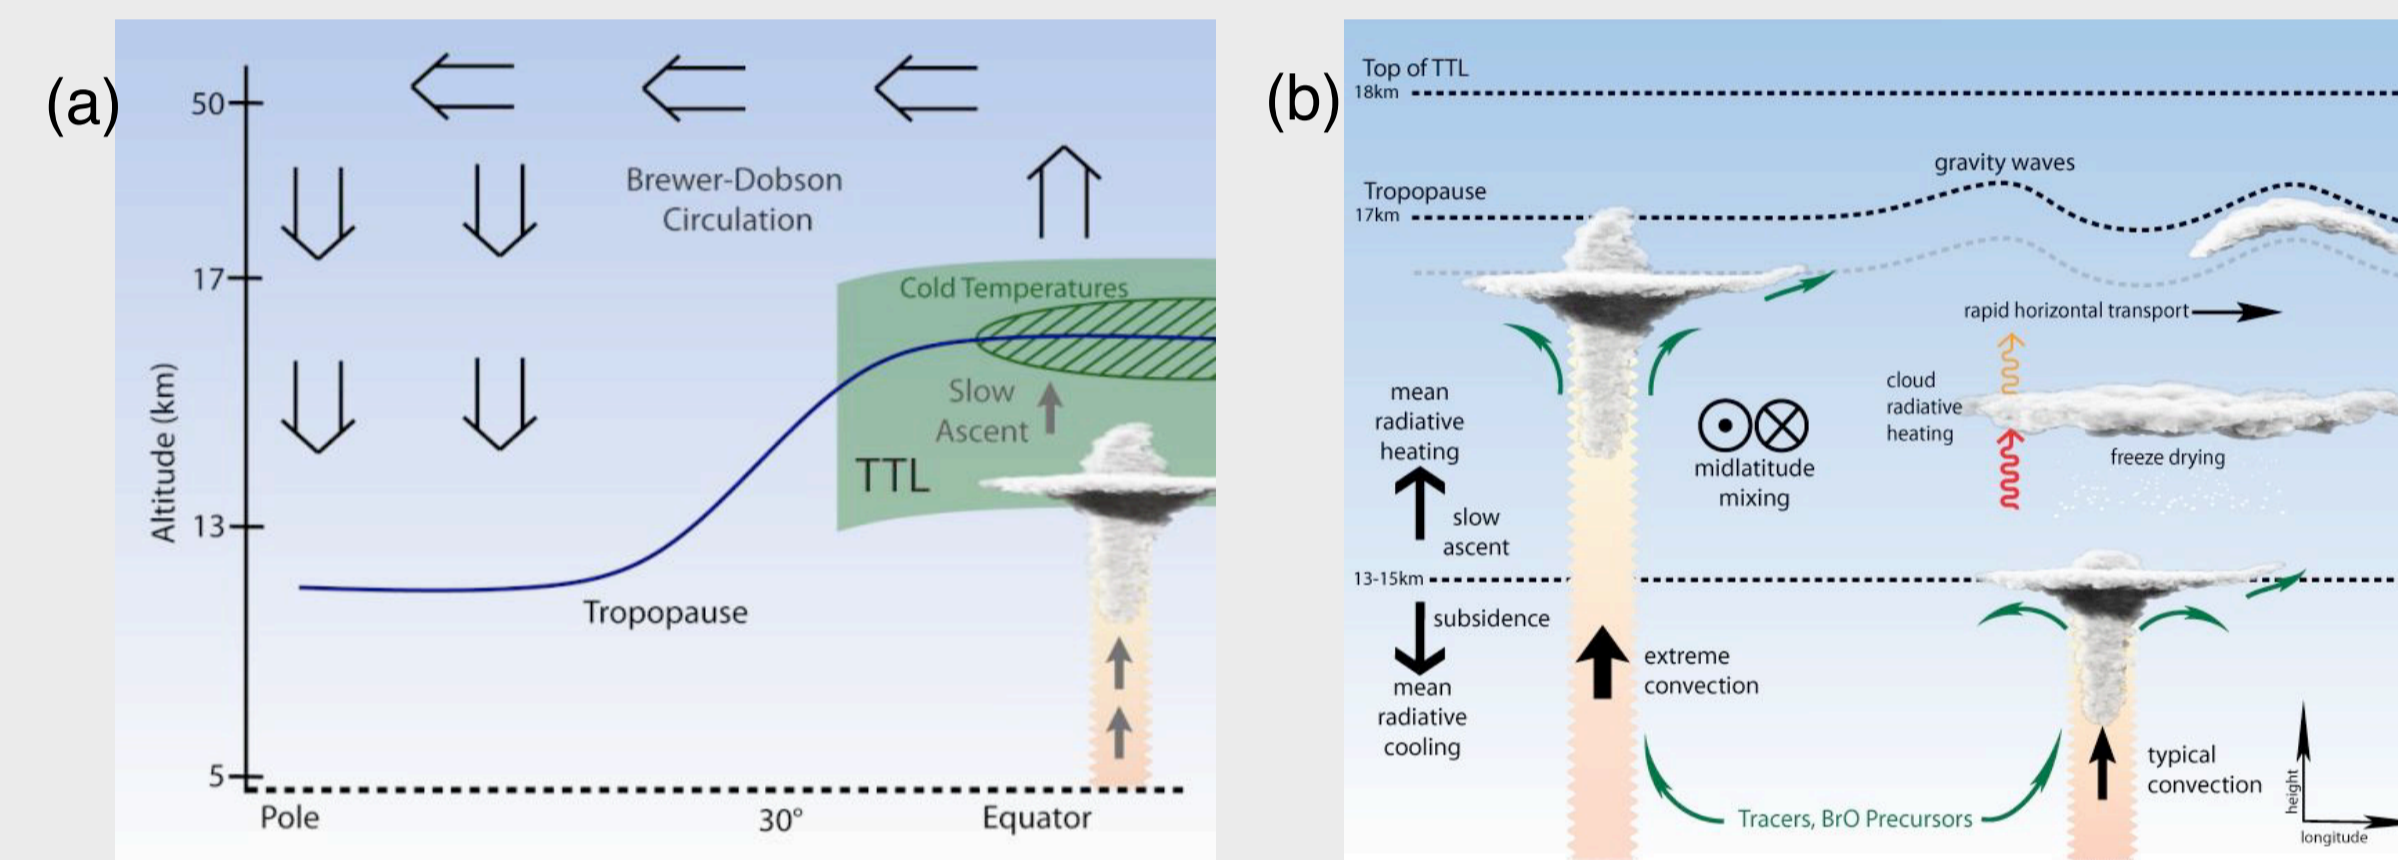 (a)
50
Brewer-Dobson
Circulation
17
Cold Temperatures
Slow
Ascent
TTL
Altitude (km)
13
Tropopause
5
Pole
30°
Equator
(b)
Top of TTL
18km
gravity waves
Tropopause
17km
rapid horizontal transport
mean
radiative
heating
cloud
radiative
heating
midlatitude
mixing
freeze drying
slow
ascent
13-15km
subsidence
mean
radiative
cooling
extreme
convection
typical
convection
Tracers, BrO Precursors
height
longitude